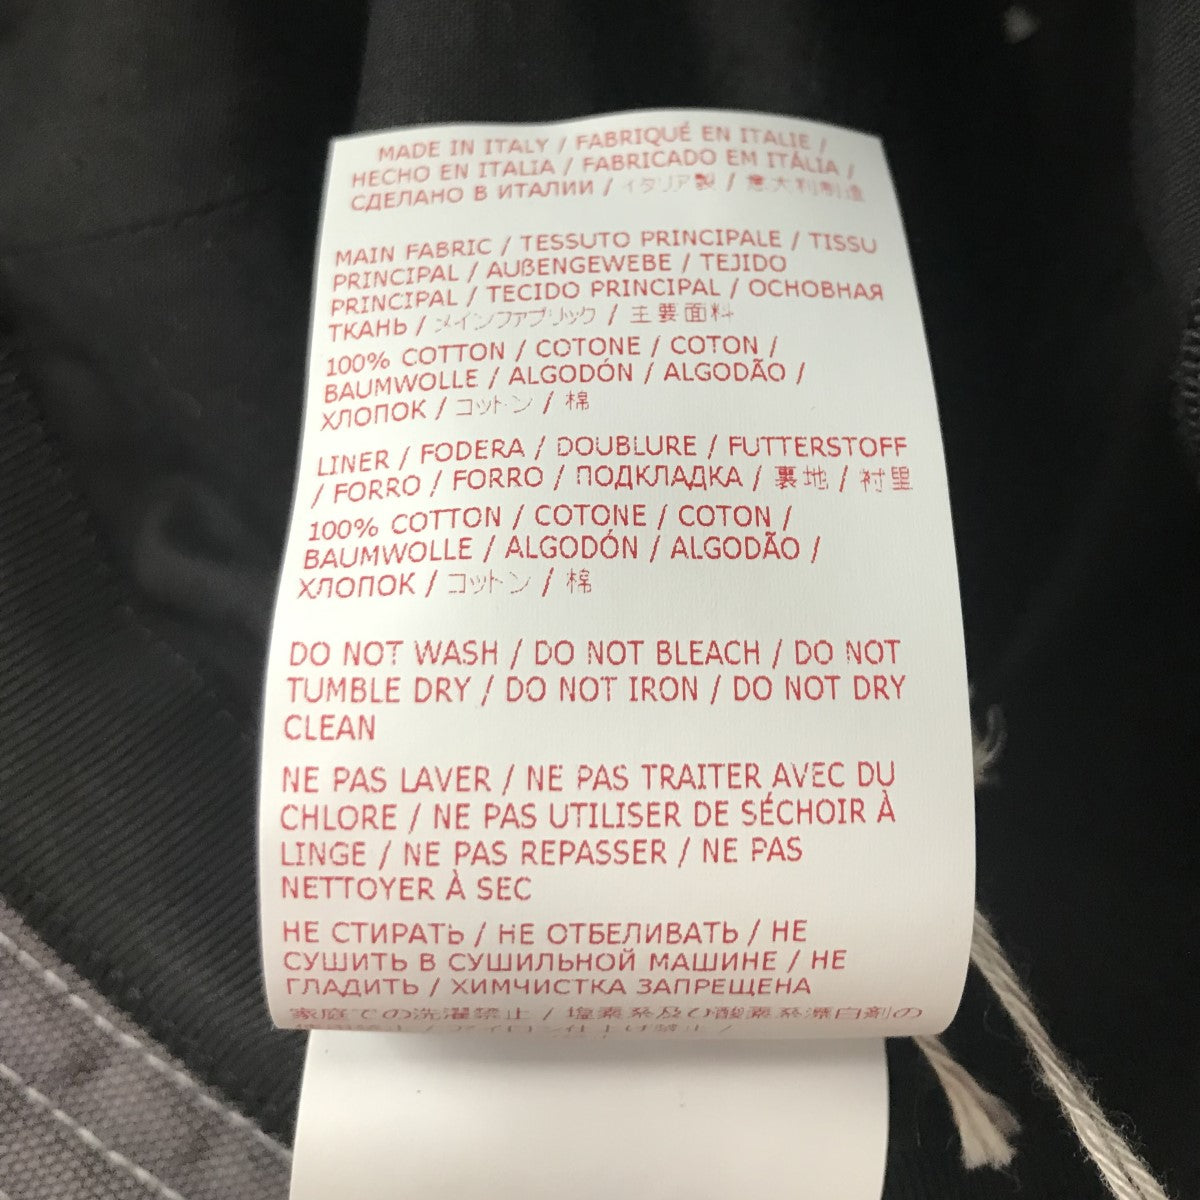 MADE IN ITALY / FABRIQUÉ EN ITALIE /
HECHO EN ITALIA / FABRICADO EM ITÁLIA /
СДЕЛАНО В ИТАЛИИ / イタリア製 / 意大利制造
MAIN FABRIC / TESSUTO PRINCIPALE / TISSU
PRINCIPAL / AUßENGEWEBE / TEJIDO
PRINCIPAL / TECIDO PRINCIPAL / ОСНОВНАЯ
ТКАНЬ / メインファブリック / 主要面料
100% COTTON / COTONE / COTON /
BAUMWOLLE / ALGODÓN / ALGODÃO /
ХЛОПОК / コットン / 棉
LINER / FODERA / DOUBLURE / FUTTERSTOFF
/ FORRO / FORRO / ПОДКЛАДКА / 裏地 / 衬里
100% COTTON / COTONE / COTON /
BAUMWOLLE / ALGODÓN / ALGODÃO /
ХЛОПОК / コットン / 棉
DO NOT WASH / DO NOT BLEACH / DO NOT
TUMBLE DRY / DO NOT IRON / DO NOT DRY
CLEAN
NE PAS LAVER / NE PAS TRAITER AVEC DU
CHLORE / NE PAS UTILISER DE SÉCHOIR À
LINGE / NE PAS REPASSER / NE PAS
NETTOYER À SEC
НЕ СТИРАТЬ / НЕ ОТБЕЛИВАТЬ / НЕ
СУШИТЬ В СУШИЛЬНОЙ МАШИНЕ / НЕ
ГЛАДИТЬ / ХИМЧИСТКА ЗАПРЕЩЕНА
家庭での洗濯禁止 / 塩素系及び酸素系漂白剤の